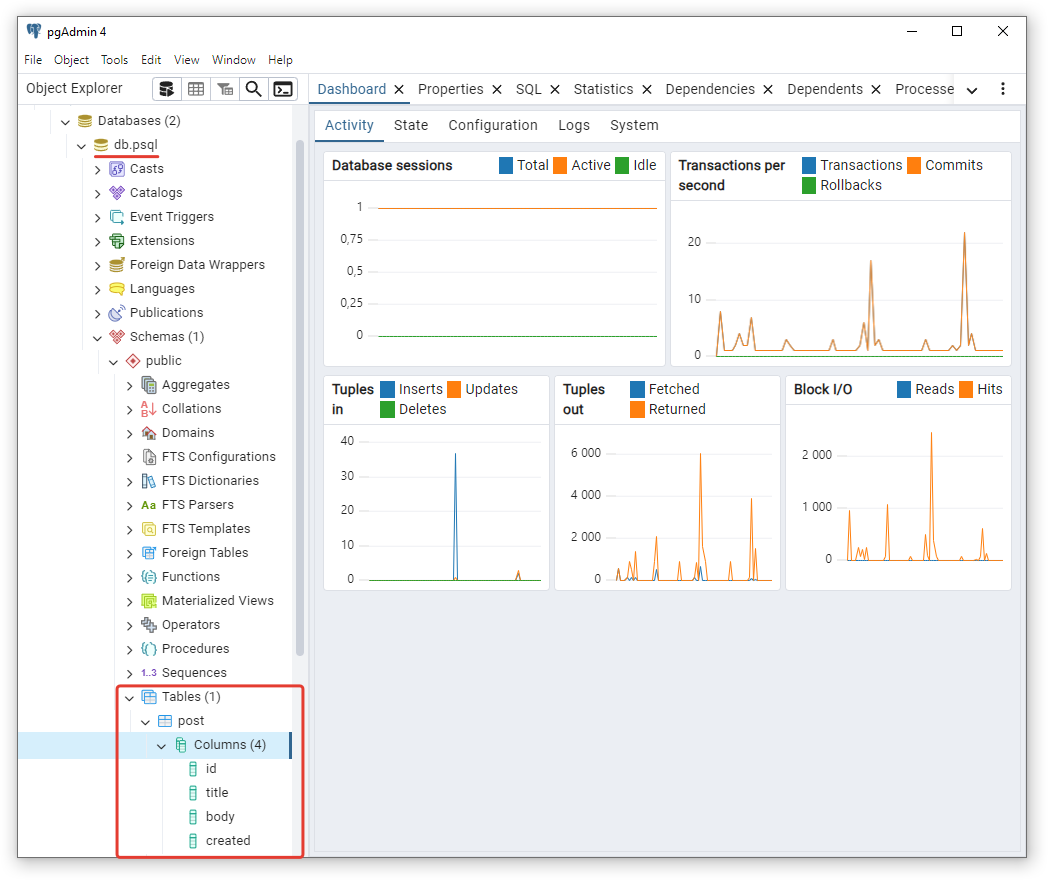 pgAdmin 4
File Object Tools Edit View Window Help
Object Explorer
Dashboard Properties SQL Statistics Dependencies Dependents Processe
Databases (2)
db.psql
Casts
Catalogs
Event Triggers
Extensions
Foreign Data Wrappers
Languages
Publications
Schemas (1)
public
Aggregates
Collations
Domains
FTS Configurations
FTS Dictionaries
Aa FTS Parsers
FTS Templates
Foreign Tables
Functions
Materialized Views
Operators
Procedures
1..3 Sequences
Tables (1)
post
Columns (4)
id
title
body
created
Activity State Configuration Logs System
Database sessions Total Active Idle
1
0,75
0,5
0,25
0
Transactions per second
Transactions Commits
Rollbacks
20
10
0
Tuples in
Inserts Updates
Deletes
40
30
20
10
0
Tuples out
Fetched
Returned
6 000
4 000
2 000
0
Block I/O Reads Hits
2 000
1 000
0